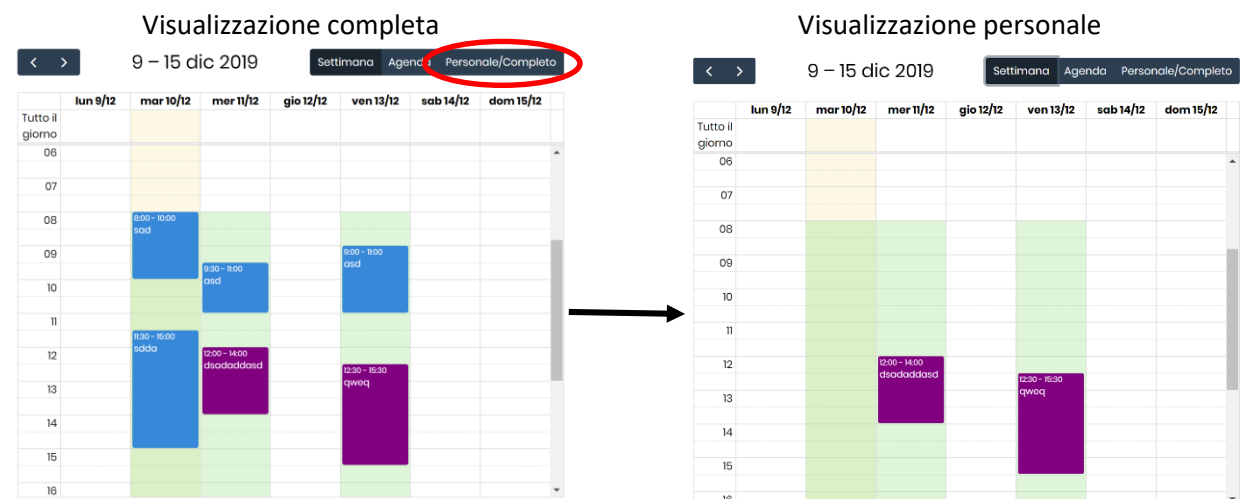 Visualizzazione completa
9 – 15 dic 2019
Settimana Agenda Personale/Completo
lun 9/12 mar 10/12 mer 11/12 gio 12/12 ven 13/12 sab 14/12 dom 15/12
Tutto il
giorno
06
07
08
8:00 - 10:00
sad
09
9:00 - 11:00
asd
9:30 - 11:00
asd
10
11
11:30 - 15:00
sdda
12
12:00 - 14:00
dsadaddasd
12:30 - 15:30
qweq
13
14
15
16
Visualizzazione personale
9 – 15 dic 2019
Settimana Agenda Personale/Completo
lun 9/12 mar 10/12 mer 11/12 gio 12/12 ven 13/12 sab 14/12 dom 15/12
Tutto il
giorno
06
07
08
09
10
11
12
12:00 - 14:00
dsadaddasd
12:30 - 15:30
qweq
13
14
15
16